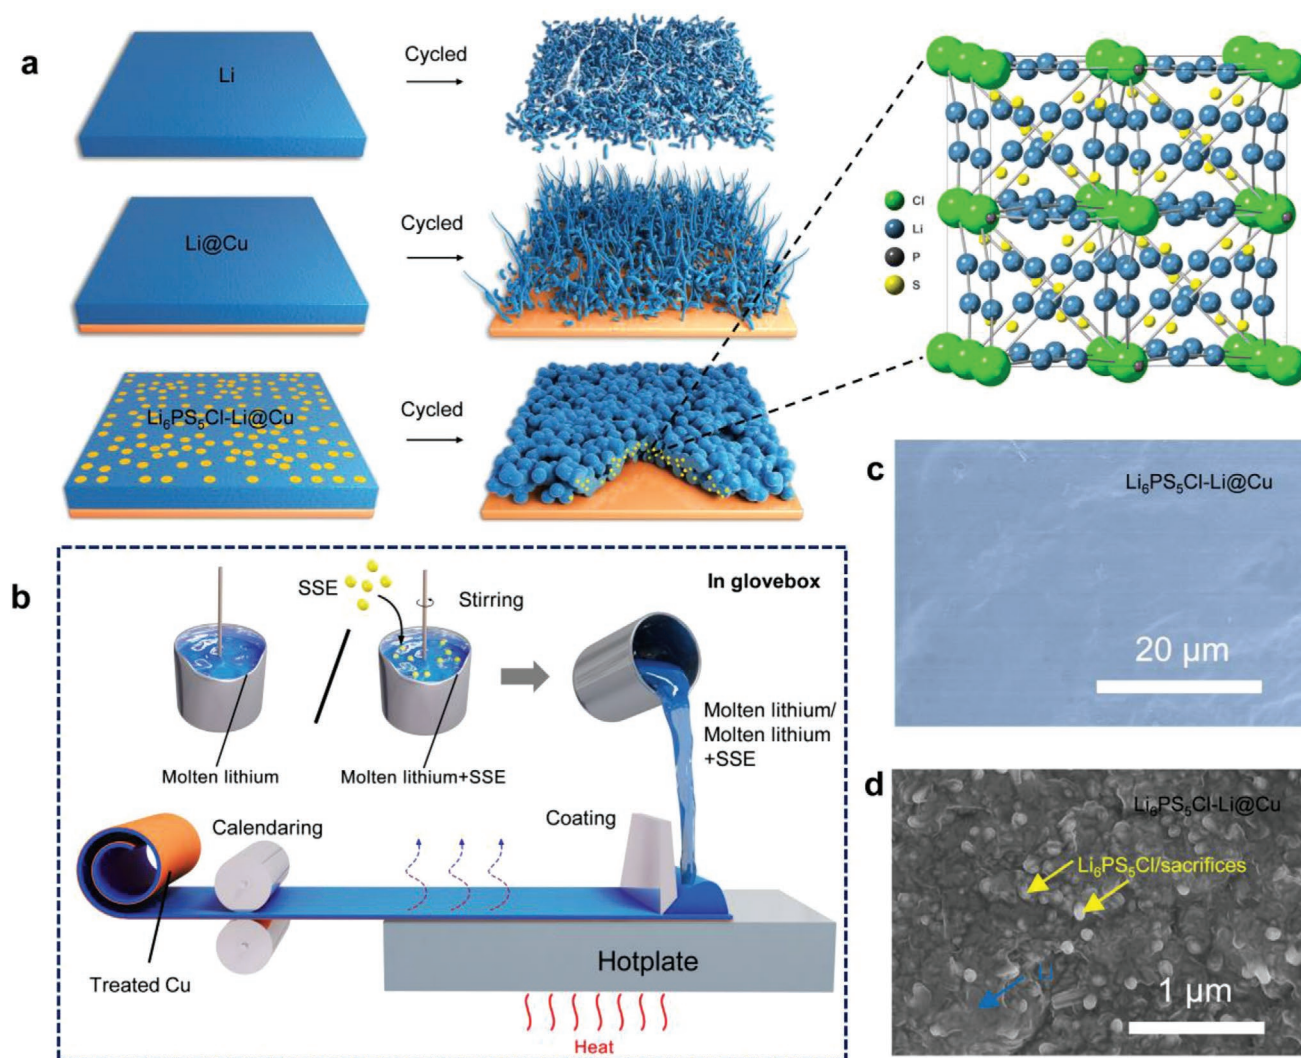 a
Li
Cycled
Li@Cu
Cycled
Li₆PS₅Cl-Li@Cu
Cycled
Cl
Li
P
S
b
SSE
Stirring
In glovebox
Molten lithium
Molten lithium+SSE
Molten lithium/
Molten lithium
+SSE
Calendaring
Coating
Treated Cu
Hotplate
Heat
c
Li₆PS₅Cl-Li@Cu
20 μm
d
Li₆PS₅Cl-Li@Cu
Li₆PS₅Cl/sacrifices
Li
1 μm